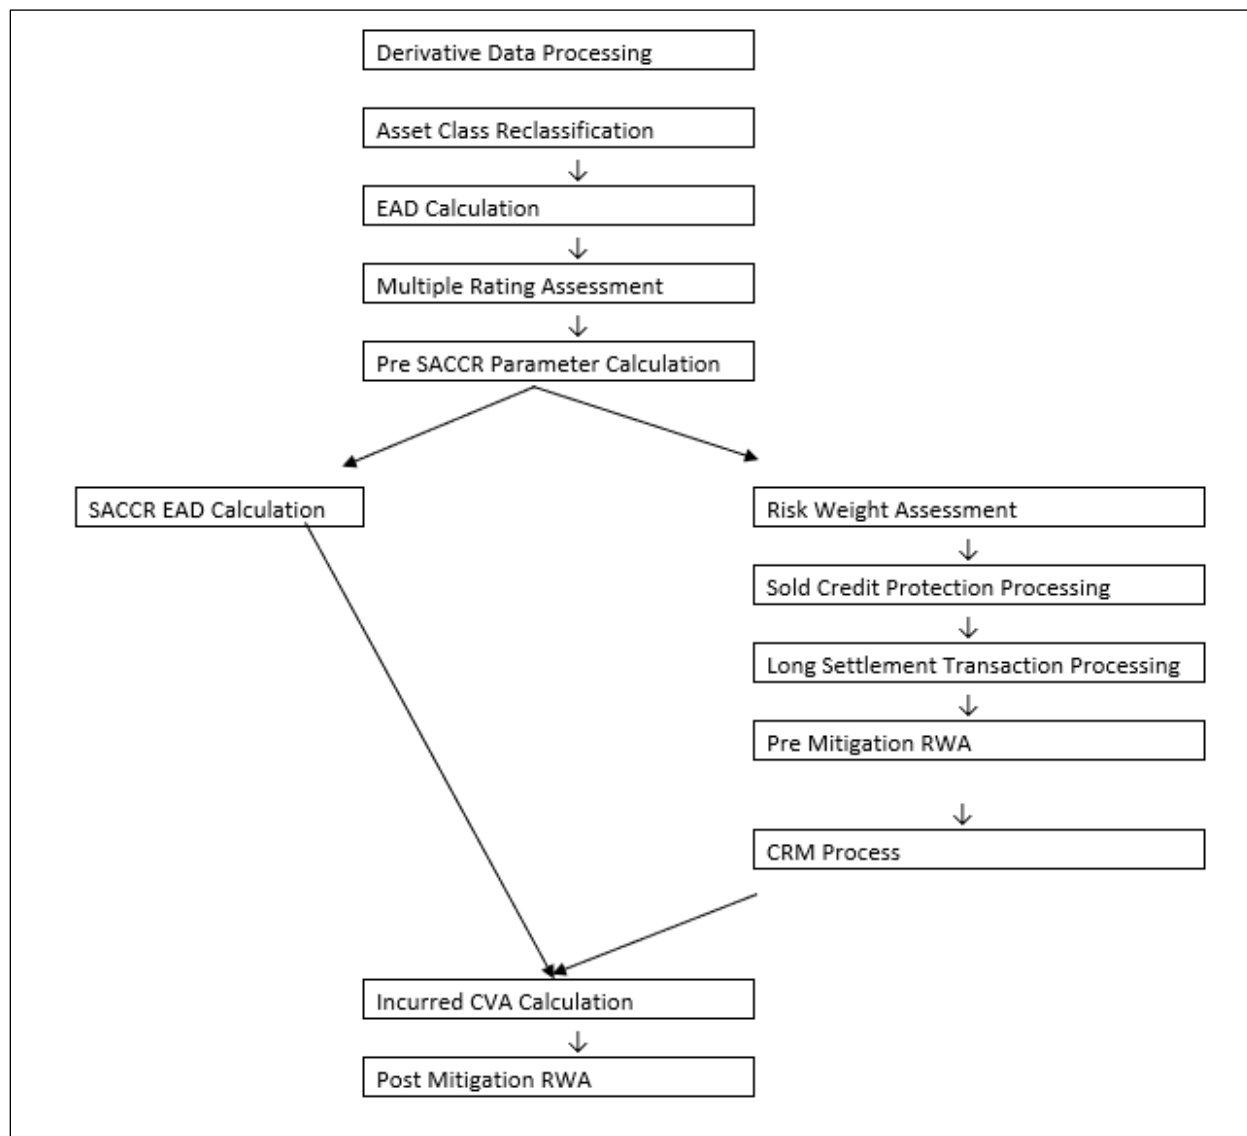 Derivative Data Processing
Asset Class Reclassification
EAD Calculation
Multiple Rating Assessment
Pre SACCR Parameter Calculation
SACCR EAD Calculation
Risk Weight Assessment
Sold Credit Protection Processing
Long Settlement Transaction Processing
Pre Mitigation RWA
CRM Process
Incurred CVA Calculation
Post Mitigation RWA